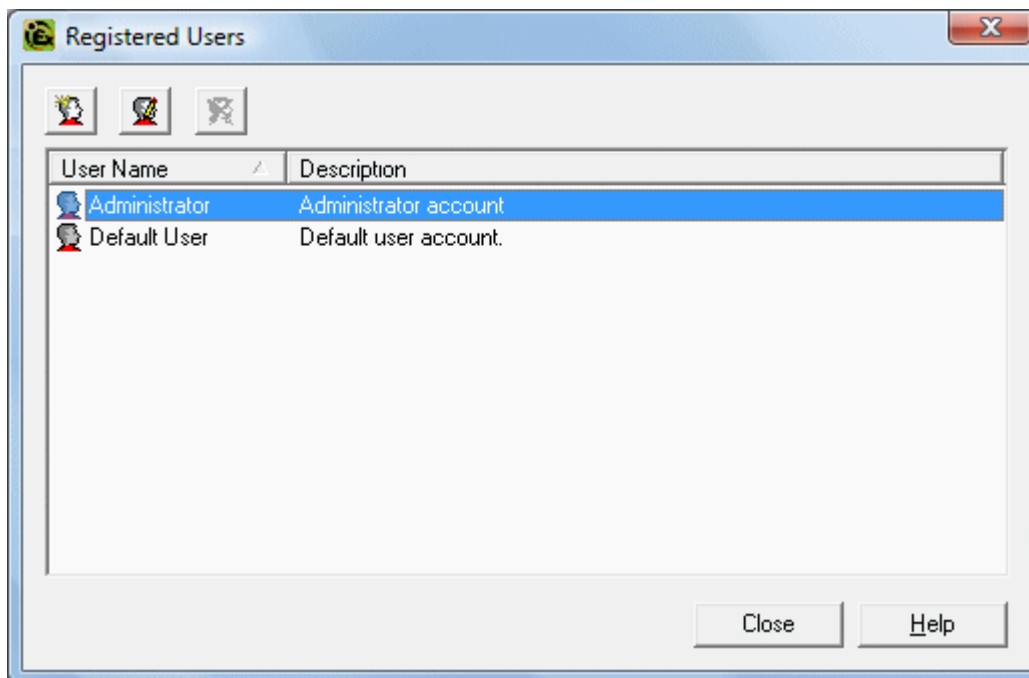 Registered Users
User Name Description
Administrator Administrator account
Default User Default user account.
Close Help